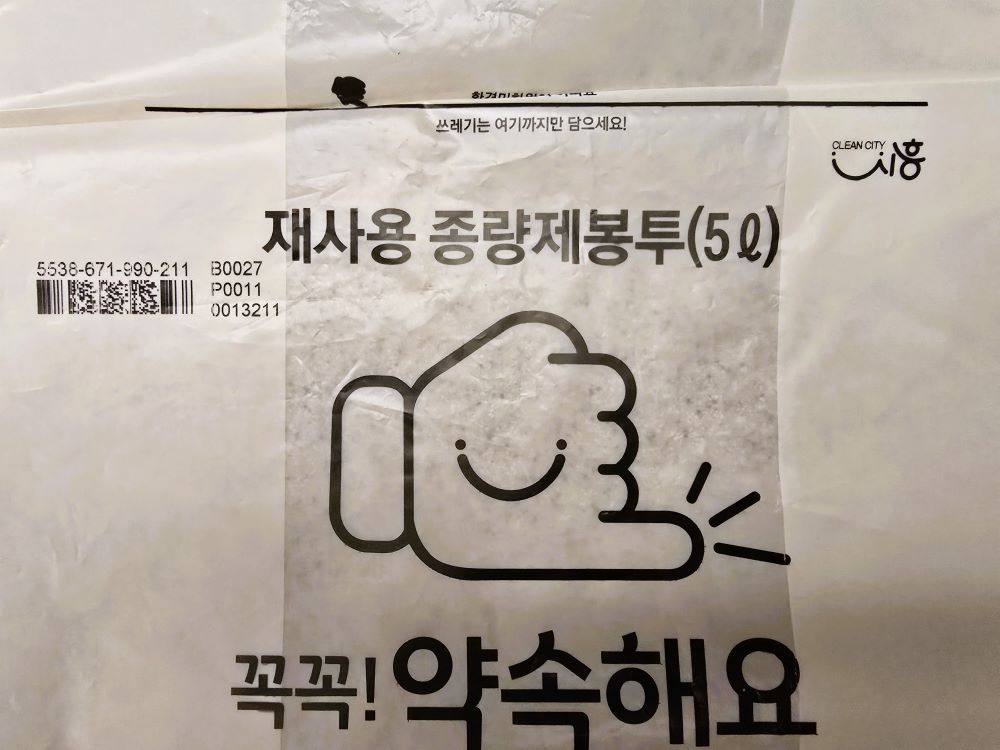 쓰레기는 여기까지만 담으세요!
CLEAN CITY
시흥
재사용 종량제봉투(5ℓ)
5538-671-990-211
B0027
P0011
0013211
꼭꼭! 약속해요